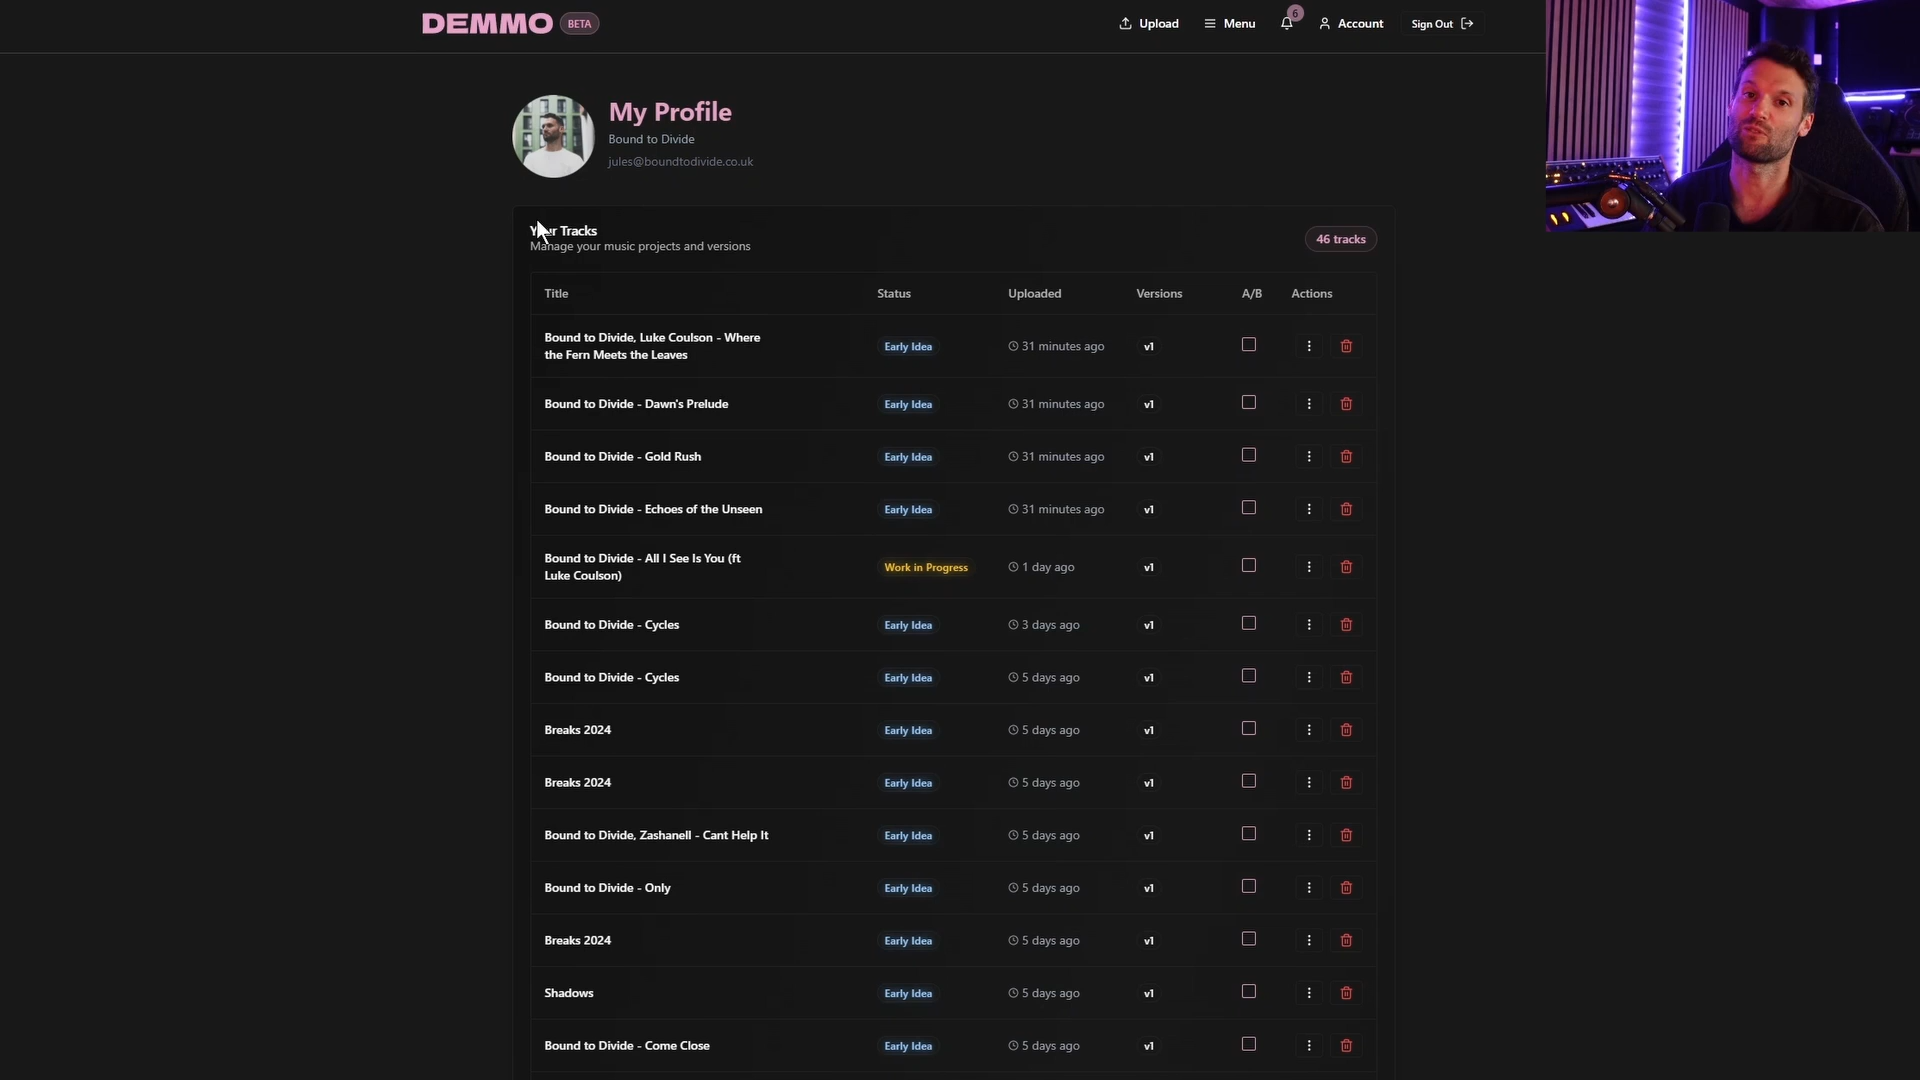 DEMMO BETA
Upload Menu 6 Account Sign Out
My Profile
Bound to Divide
jules@boundtodivide.co.uk
Your Tracks
Manage your music projects and versions
46 tracks
Title Status Uploaded Versions A/B Actions
Bound to Divide, Luke Coulson - Where
the Fern Meets the Leaves
Early Idea 31 minutes ago v1
Bound to Divide - Dawn's Prelude Early Idea 31 minutes ago v1
Bound to Divide - Gold Rush Early Idea 31 minutes ago v1
Bound to Divide - Echoes of the Unseen Early Idea 31 minutes ago v1
Bound to Divide - All I See Is You (ft
Luke Coulson)
Work in Progress 1 day ago v1
Bound to Divide - Cycles Early Idea 3 days ago v1
Bound to Divide - Cycles Early Idea 5 days ago v1
Breaks 2024 Early Idea 5 days ago v1
Breaks 2024 Early Idea 5 days ago v1
Bound to Divide, Zashanell - Cant Help It Early Idea 5 days ago v1
Bound to Divide - Only Early Idea 5 days ago v1
Breaks 2024 Early Idea 5 days ago v1
Shadows Early Idea 5 days ago v1
Bound to Divide - Come Close Early Idea 5 days ago v1